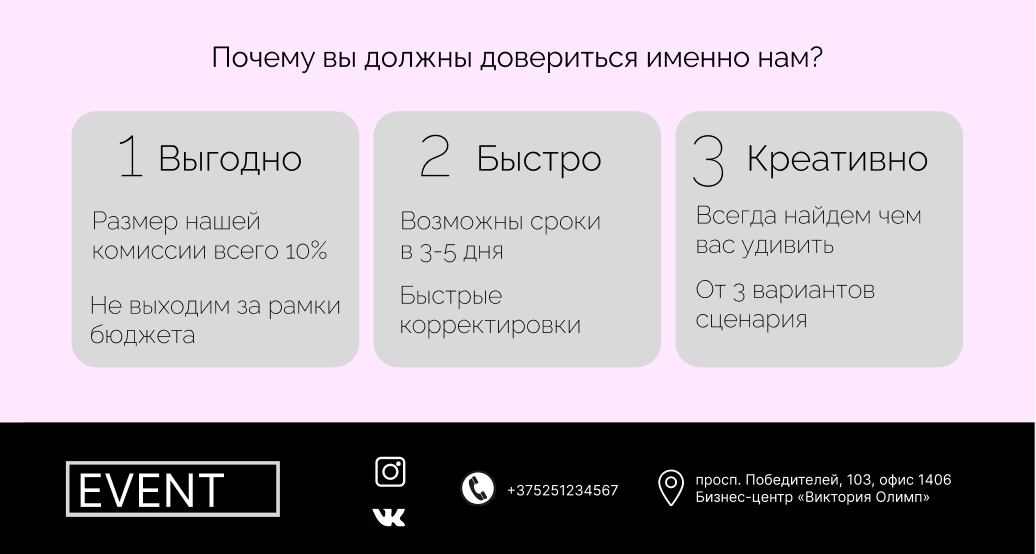 Почему вы должны довериться именно нам?
1 Выгодно
Размер нашей
комиссии всего 10%
Не выходим за рамки
бюджета
2 Быстро
Возможны сроки
в 3-5 дня
Быстрые
корректировки
3 Креативно
Всегда найдем чем
вас удивить
От 3 вариантов
сценария
EVENT
+375251234567
просп. Победителей, 103, офис 1406
Бизнес-центр «Виктория Олимп»